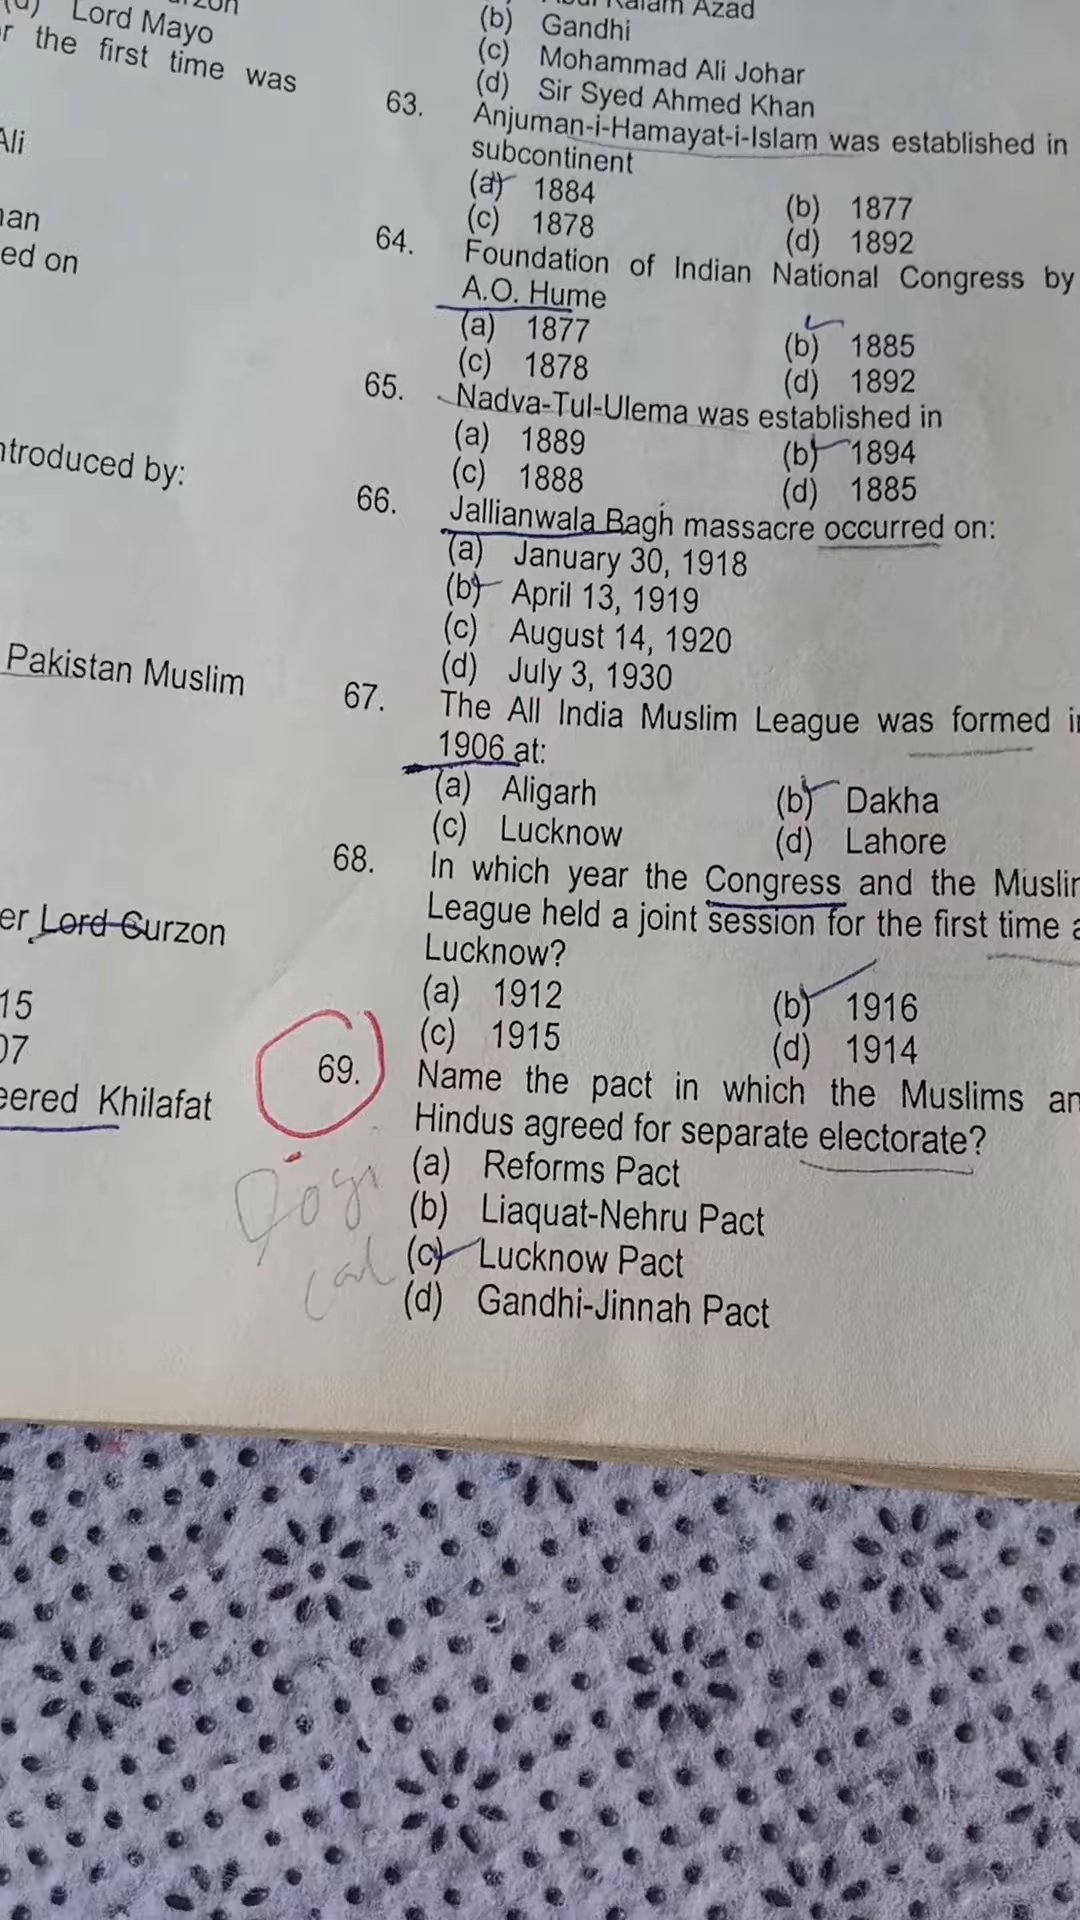 Lord Mayo
r the first time was
Ali
an
ed on
ntroduced by:
Pakistan Muslim
er Lord Curzon
15
07
eered Khilafat
Kalam Azad
(b) Gandhi
(c) Mohammad Ali Johar
(d) Sir Syed Ahmed Khan
63. Anjuman-i-Hamayat-i-Islam was established in
subcontinent
(a) 1884 (b) 1877
(c) 1878 (d) 1892
64. Foundation of Indian National Congress by
A.O. Hume
(a) 1877 (b) 1885
(c) 1878 (d) 1892
65. Nadva-Tul-Ulema was established in
(a) 1889 (b) 1894
(c) 1888 (d) 1885
66. Jallianwala Bagh massacre occurred on:
(a) January 30, 1918
(b) April 13, 1919
(c) August 14, 1920
(d) July 3, 1930
67. The All India Muslim League was formed i
1906 at:
(a) Aligarh (b) Dakha
(c) Lucknow (d) Lahore
68. In which year the Congress and the Musli
League held a joint session for the first time a
Lucknow?
(a) 1912 (b) 1916
(c) 1915 (d) 1914
69. Name the pact in which the Muslims an
Hindus agreed for separate electorate?
(a) Reforms Pact
(b) Liaquat-Nehru Pact
(c) Lucknow Pact
(d) Gandhi-Jinnah Pact